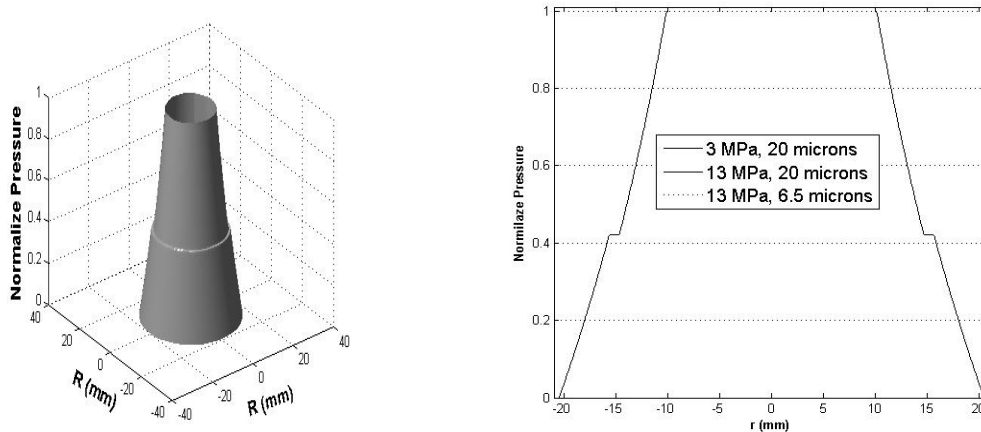 Normalize Pressure
1
0.8
0.6
0.4
0.2
0
40
20
0
-20
-40
R (mm)
-40
-20
0
20
40
R (mm)
Normilaze Pressure
1
0.8
0.6
0.4
0.2
0
3 MPa, 20 microns
13 MPa, 20 microns
13 MPa, 6.5 microns
-20 -15 -10 -5 0 5 10 15 20
r (mm)